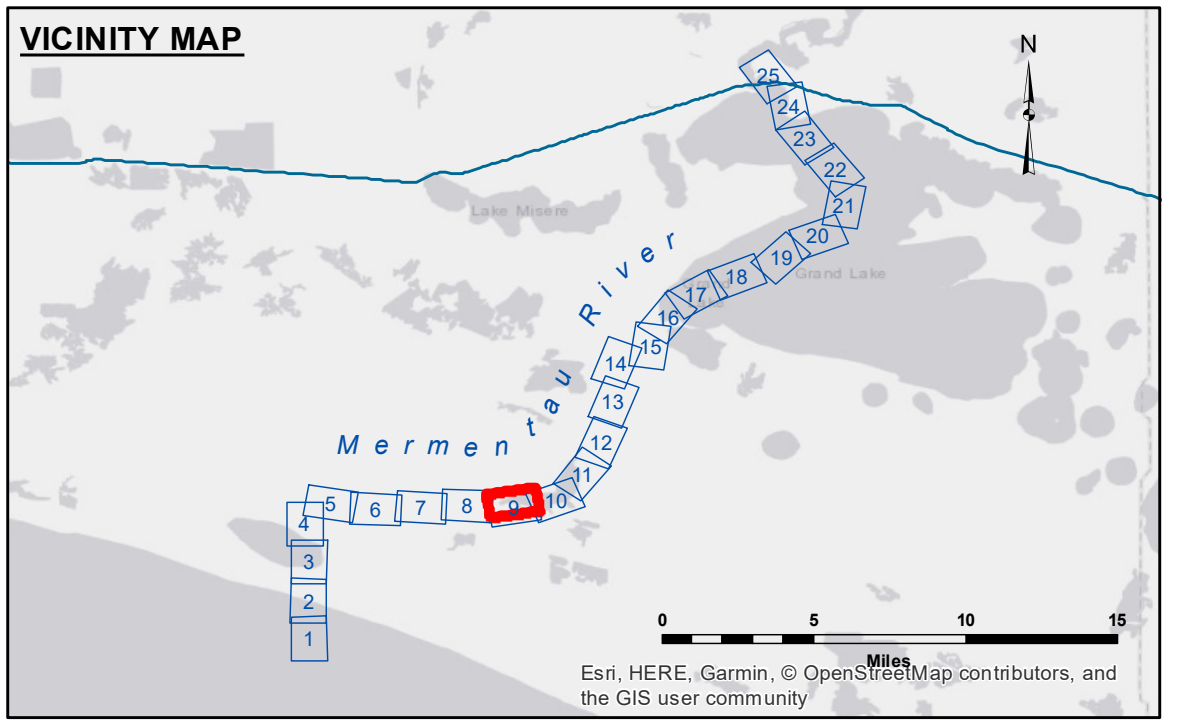 VICINITY MAP
N
25
24
23
22
21
20
19
18
17
16
15
14
13
12
11
10
9
8
7
6
5
4
3
2
1
Lake Misere
Grand Lake
Mermentau River
0 5 10 15
Miles
Esri, HERE, Garmin, © OpenStreetMap contributors, and
the GIS user community